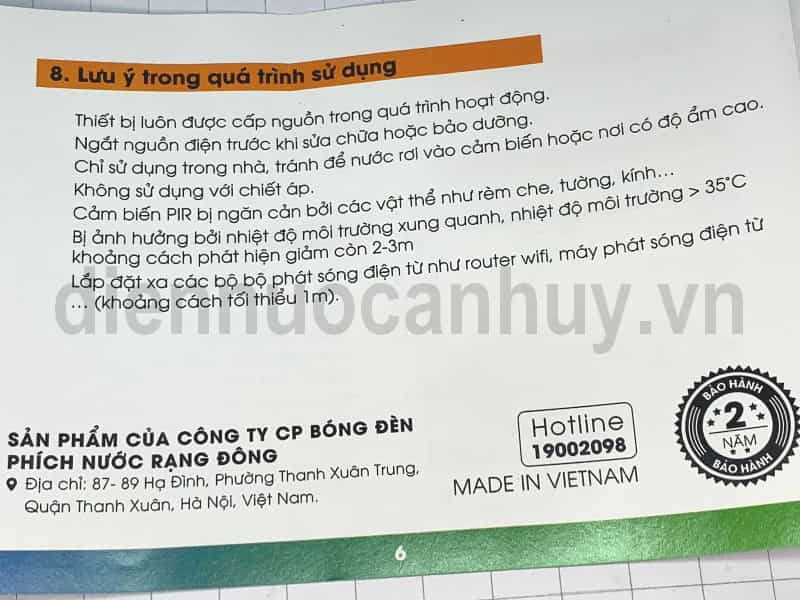 8. Lưu ý trong quá trình sử dụng
Thiết bị luôn được cấp nguồn trong quá trình hoạt động.
Ngắt nguồn điện trước khi sửa chữa hoặc bảo dưỡng.
Chỉ sử dụng trong nhà, tránh để nước rơi vào cảm biến hoặc nơi có độ ẩm cao.
Không sử dụng với chiết áp.
Cảm biến PIR bị ngăn cản bởi các vật thể như rèm che, tường, kính...
Bị ảnh hưởng bởi nhiệt độ môi trường xung quanh, nhiệt độ môi trường > 35°C
khoảng cách phát hiện giảm còn 2-3m
Lắp đặt xa các bộ bộ phát sóng điện từ như router wifi, máy phát sóng điện từ
... (khoảng cách tối thiểu 1m).
diennuocanhuy.vn
SẢN PHẨM CỦA CÔNG TY CP BÓNG ĐÈN
PHÍCH NƯỚC RẠNG ĐÔNG
Địa chỉ: 87- 89 Hạ Đình, Phường Thanh Xuân Trung,
Quận Thanh Xuân, Hà Nội, Việt Nam.
Hotline
19002098
MADE IN VIETNAM
BẢO HÀNH
2
NĂM
BẢO HÀNH
6